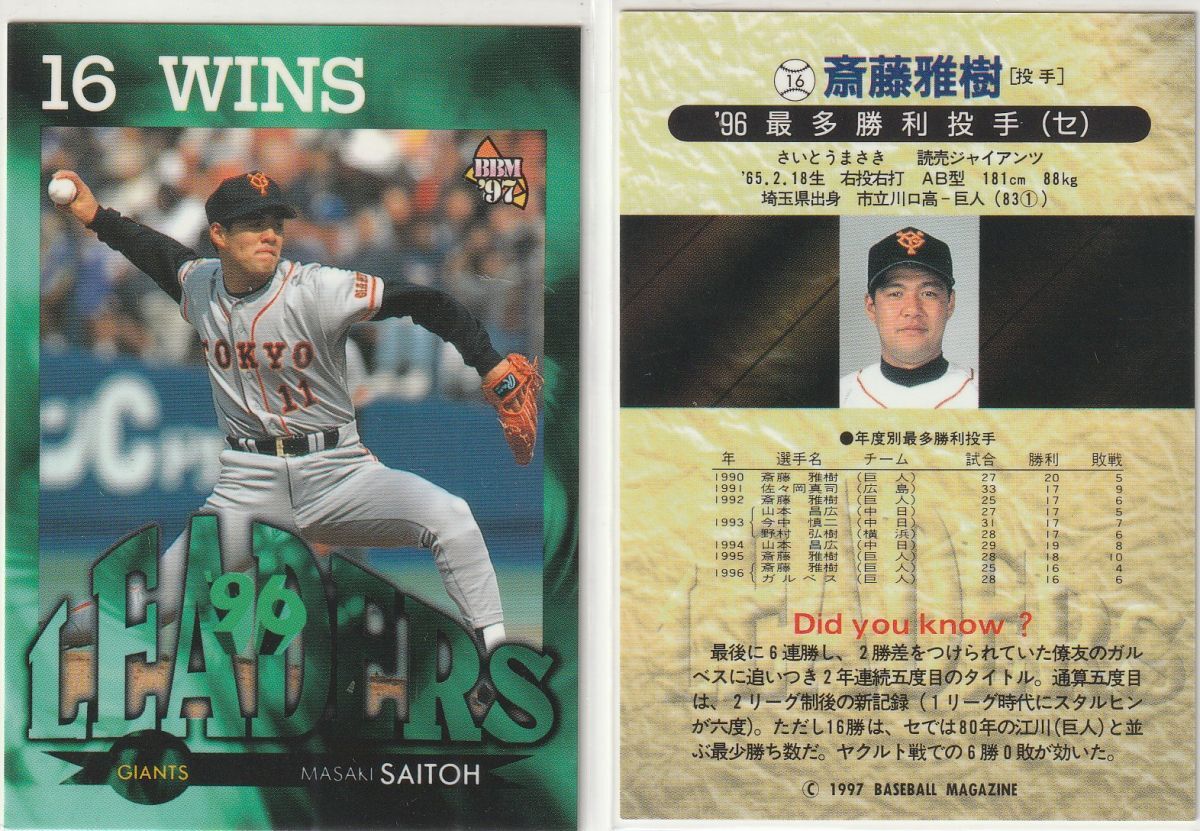 16 WINS
BBM
'97
GIANTS
TOKYO
11
'96
LEADERS
GIANTS
MASAKI SAITOH
16 斎藤雅樹 [投手]
'96 最多勝利投手(セ)
さいとうまさき 読売ジャイアンツ
'65.2.18生 右投右打 AB型 181cm 88kg
埼玉県出身 市立川口高－巨人(83①)
●年度別最多勝利投手
年 選手名 チーム 試合 勝利 敗戦
1990 斎藤 雅樹 (巨人) 27 20 5
1991 佐々岡真司 (広島) 33 17 9
1992 斎藤 雅樹 (巨人) 25 17 6
山本 昌広 (中日) 27 17 5
1993 今中 慎二 (中日) 31 17 7
野村 弘樹 (横浜) 28 17 6
1994 山本 昌広 (中日) 29 19 8
1995 斎藤 雅樹 (巨人) 28 18 10
1996 斎藤 雅樹 (巨人) 25 16 4
ガルベス (巨人) 28 16 6
Did you know ?
最後に6連勝し、2勝差をつけられていた僚友のガル
ベスに追いつき2年連続五度目のタイトル。通算五度目
は、2リーグ制後の新記録（1リーグ時代にスタルヒン
が六度）。ただし16勝は、セでは80年の江川(巨人)と並
ぶ最少勝ち数だ。ヤクルト戦での6勝0敗が効いた。
© 1997 BASEBALL MAGAZINE